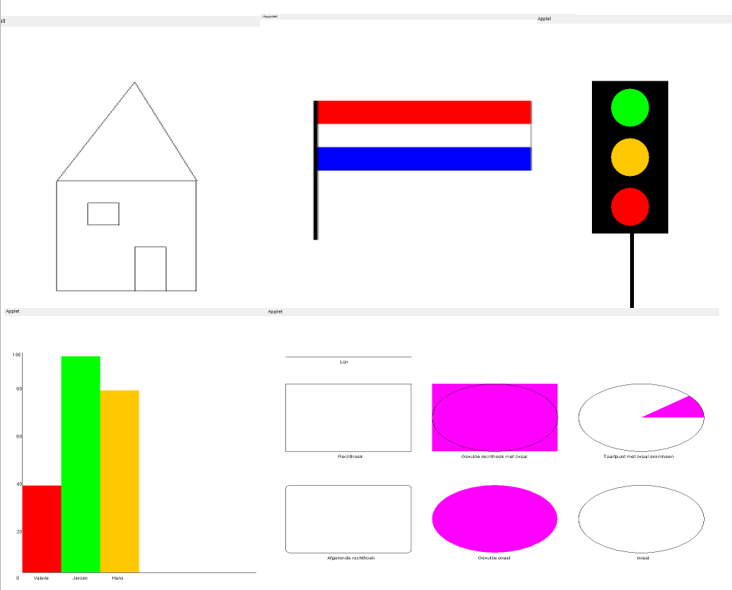 Applet
Applet
Applet
Applet
100
80
60
40
20
0
Valerie
Jeroen
Hans
Lijn
Rechthoek
Gevulde rechthoek met ovaal
Taartpunt met ovaal eromheen
Afgeronde rechthoek
Gevulde ovaal
ovaal